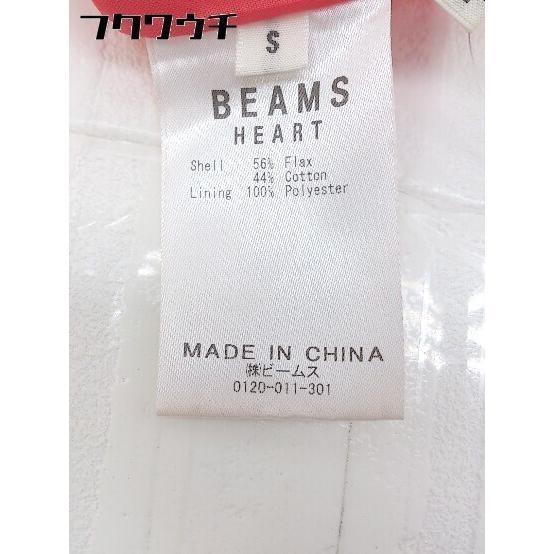 フクワウチ
S
BEAMS
HEART
Shell 56% Flax
44% Cotton
Lining 100% Polyester
MADE IN CHINA
㈱ビームス
0120-011-301